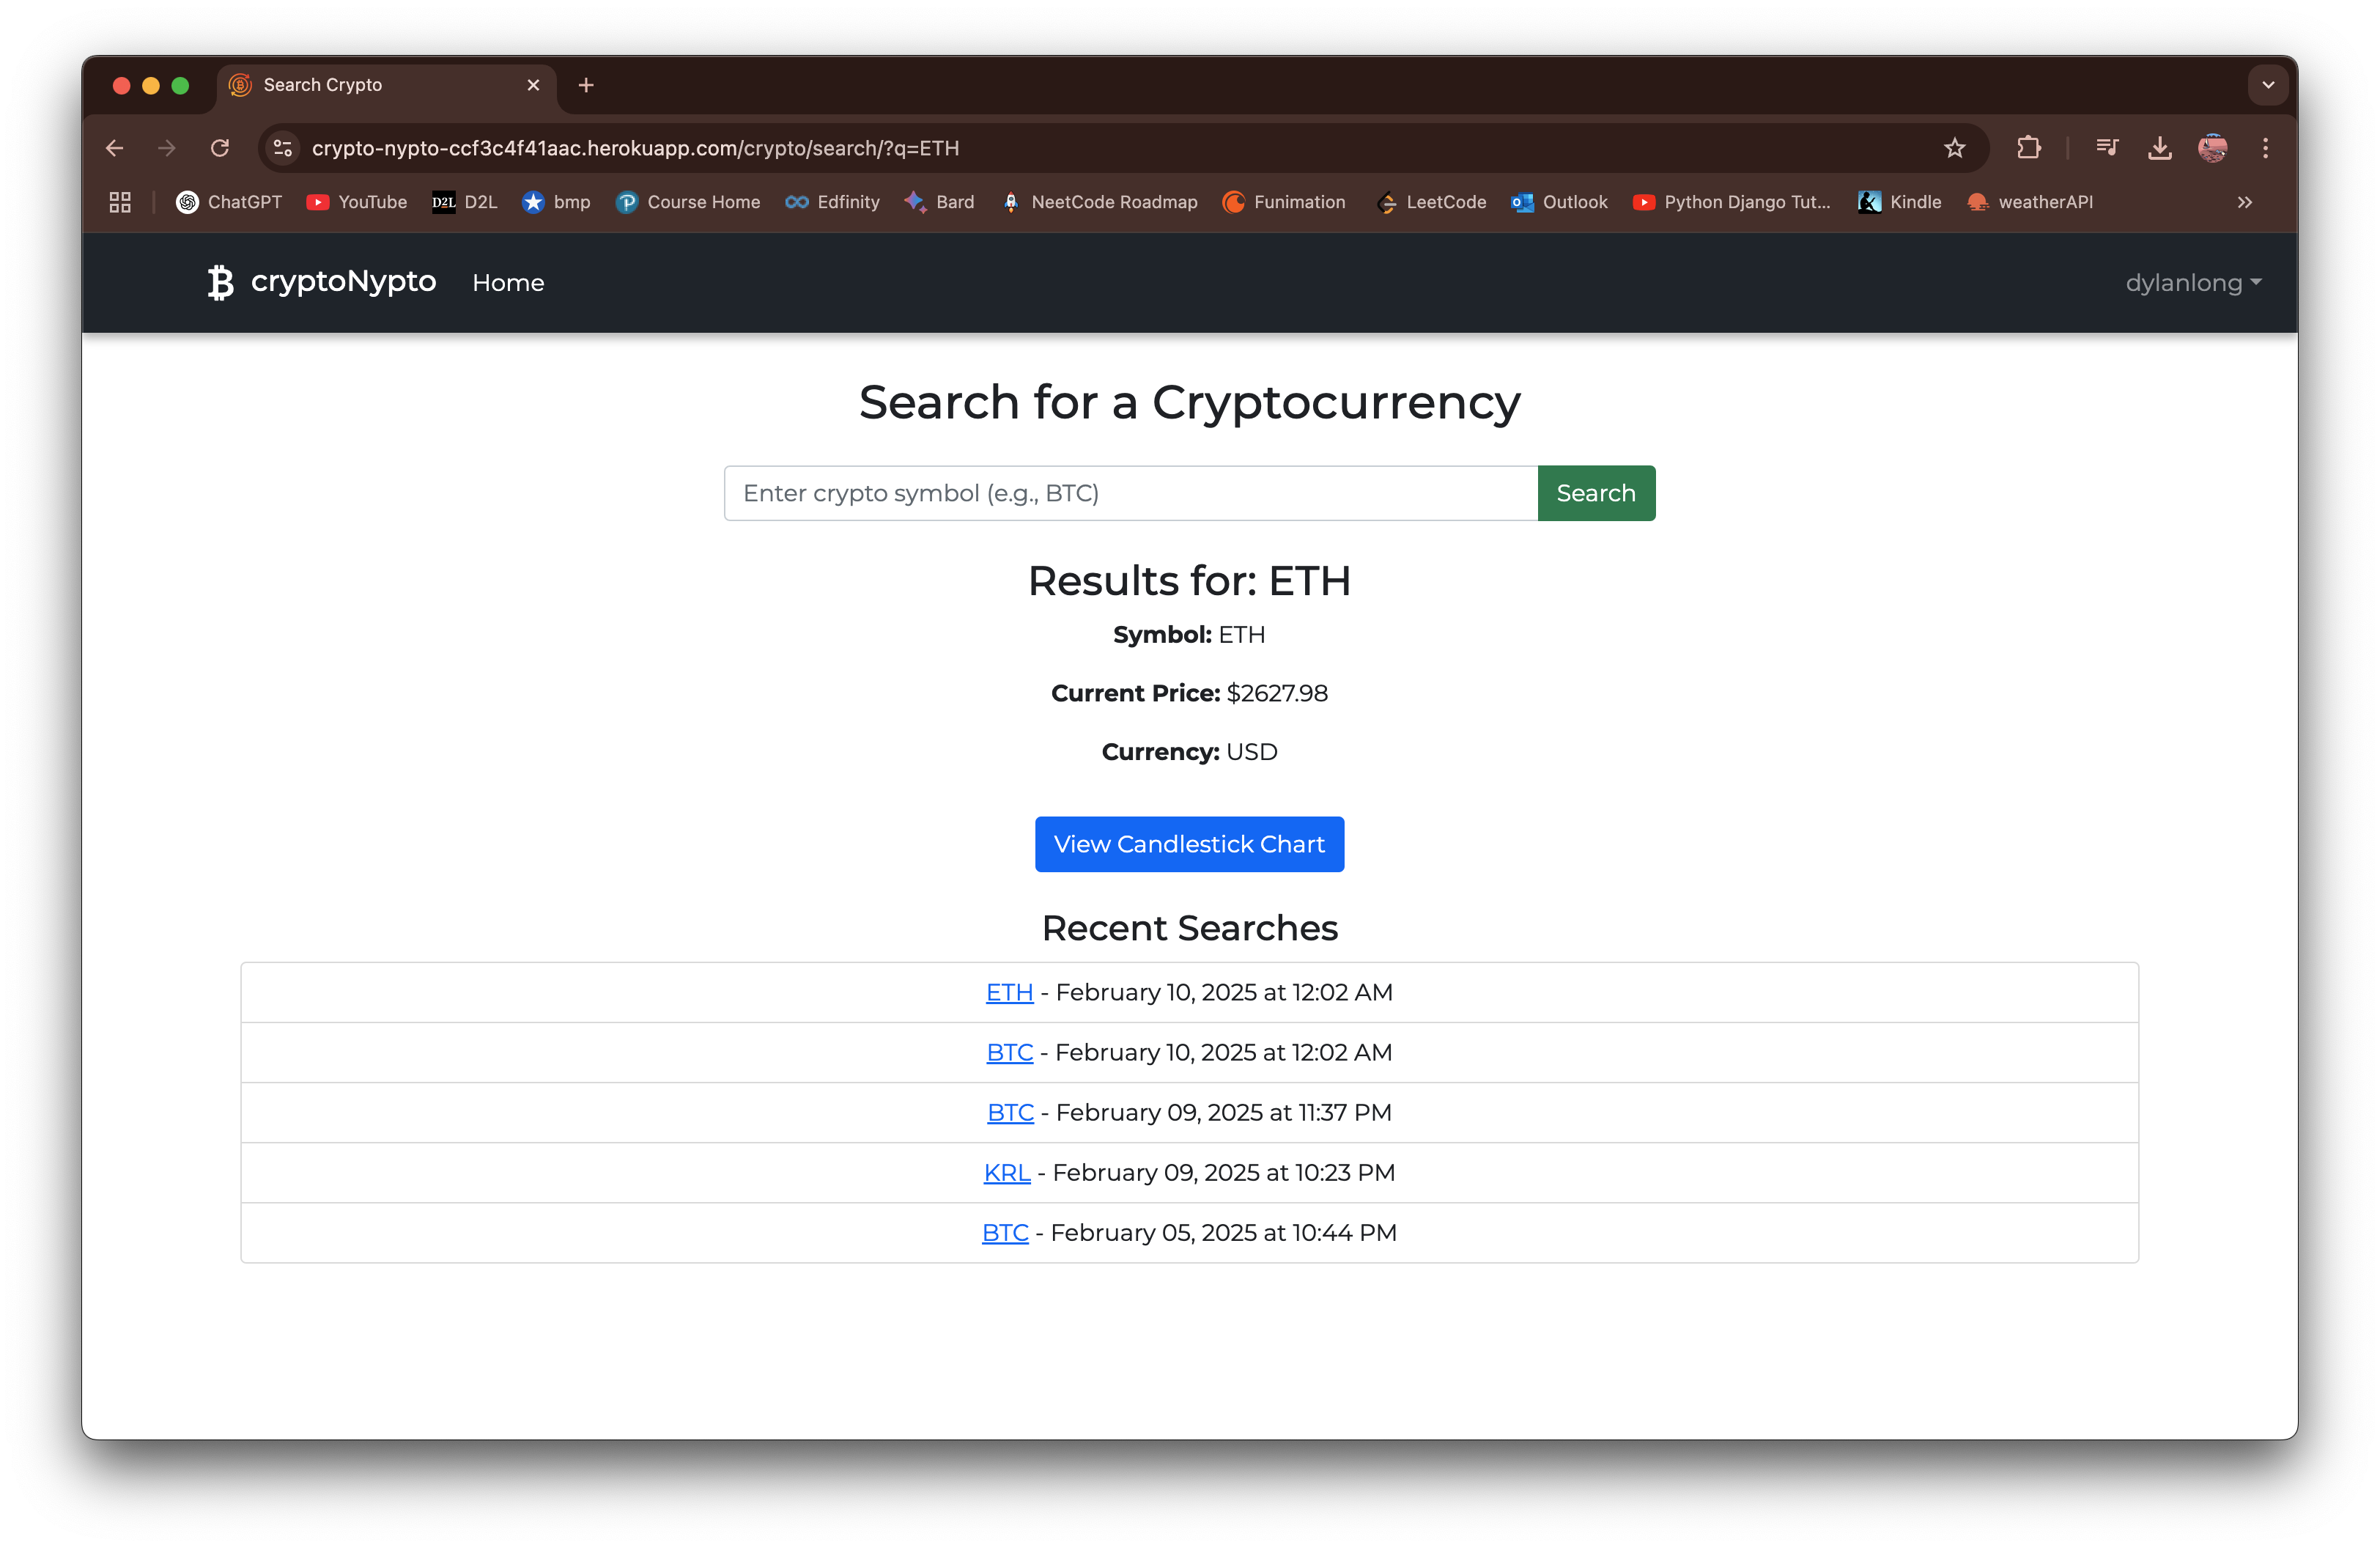 Search Crypto
crypto-nypto-ccf3c4f41aac.herokuapp.com/crypto/search/?q=ETH
ChatGPT YouTube D2L D2L bmp Course Home Edfinity Bard NeetCode Roadmap Funimation LeetCode Outlook Python Django Tut... Kindle weatherAPI
cryptoNypto Home dylanlong
Search for a Cryptocurrency
Enter crypto symbol (e.g., BTC) Search
Results for: ETH
Symbol: ETH
Current Price: $2627.98
Currency: USD
View Candlestick Chart
Recent Searches
ETH - February 10, 2025 at 12:02 AM
BTC - February 10, 2025 at 12:02 AM
BTC - February 09, 2025 at 11:37 PM
KRL - February 09, 2025 at 10:23 PM
BTC - February 05, 2025 at 10:44 PM